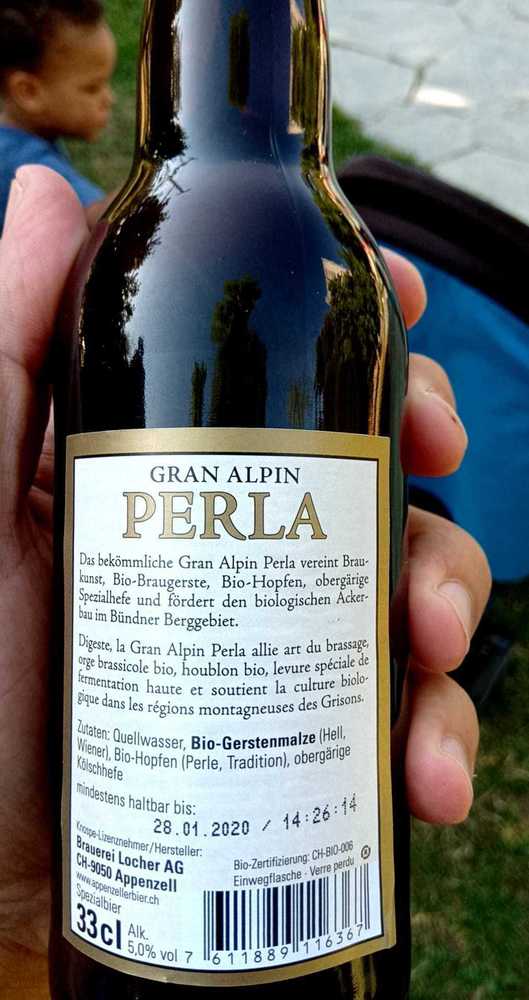 GRAN ALPIN
PERLA
Das bekömmliche Gran Alpin Perla vereint Brau-
kunst, Bio-Braugerste, Bio-Hopfen, obergärige
Spezialhefe und fördert den biologischen Acker-
bau im Bündner Berggebiet.
Digeste, la Gran Alpin Perla allie art du brassage,
orge brassicole bio, houblon bio, levure spéciale de
fermentation haute et soutient la culture biolo-
gique dans les régions montagneuses des Grisons.
Zutaten: Quellwasser, Bio-Gerstenmalze (Hell,
Wiener), Bio-Hopfen (Perle, Tradition), obergärige
Kölschhefe
mindestens haltbar bis:
28.01.2020 / 14:26:14
Knospe-Lizenznehmer/Hersteller:
Brauerei Locher AG
CH-9050 Appenzell
www.appenzellerbier.ch
Spezialbier
33cl Alk.
5,0% vol
Bio-Zertifizierung: CH-BIO-006
Einwegflasche - Verre perdu
7 611889 116367